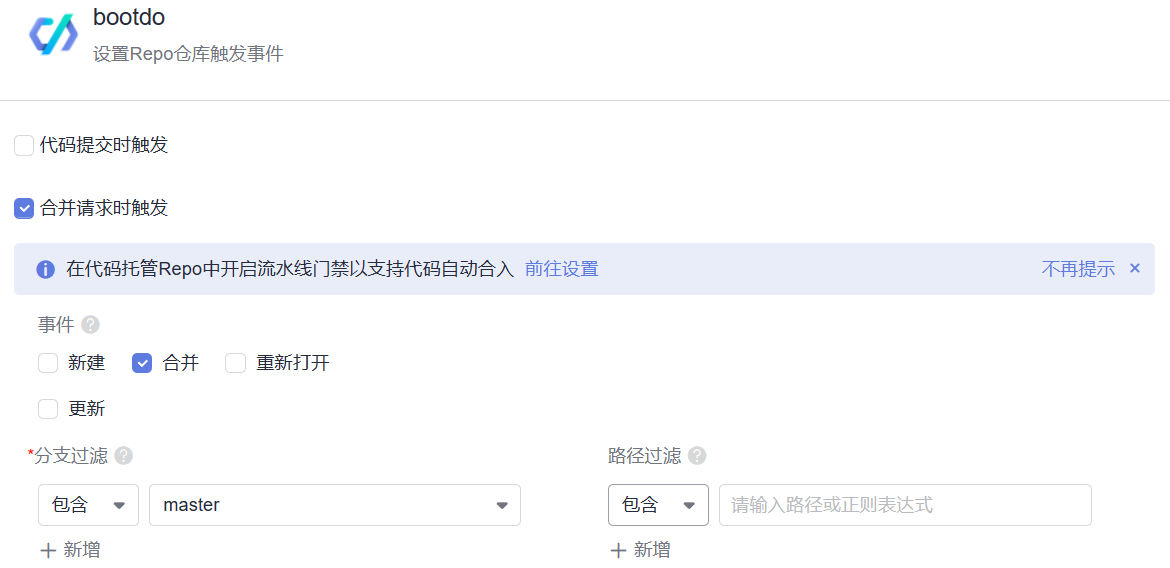 bootdo
设置Repo仓库触发事件
代码提交时触发
合并请求时触发
在代码托管Repo中开启流水线门禁以支持代码自动合入 前往设置 不再提示 ×
事件 ?
新建 合并 重新打开
更新
*分支过滤 ? 路径过滤 ?
包含 master 包含 请输入路径或正则表达式
+ 新增 + 新增